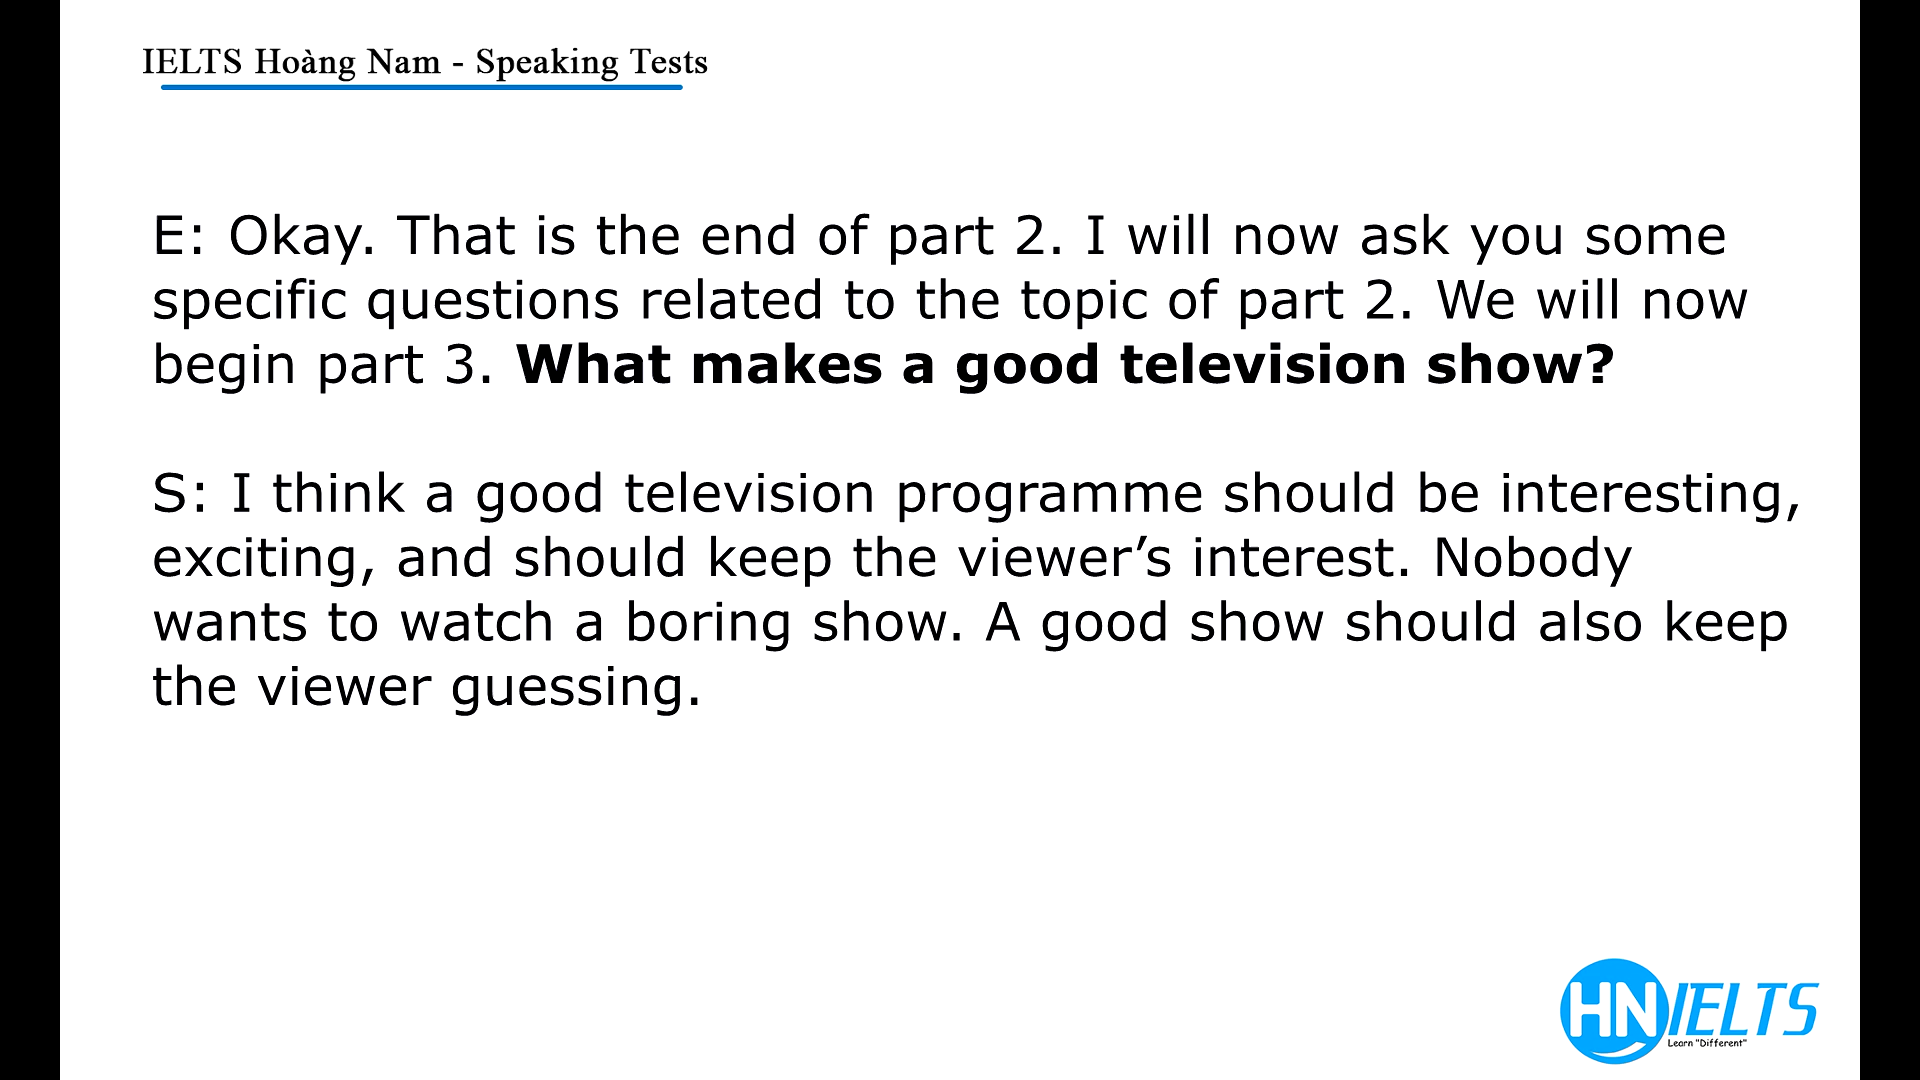 IELTS Hoàng Nam - Speaking Tests
E: Okay. That is the end of part 2. I will now ask you some
specific questions related to the topic of part 2. We will now
begin part 3. What makes a good television show?
S: I think a good television programme should be interesting,
exciting, and should keep the viewer’s interest. Nobody
wants to watch a boring show. A good show should also keep
the viewer guessing.
HNIELTS
Learn "Different"